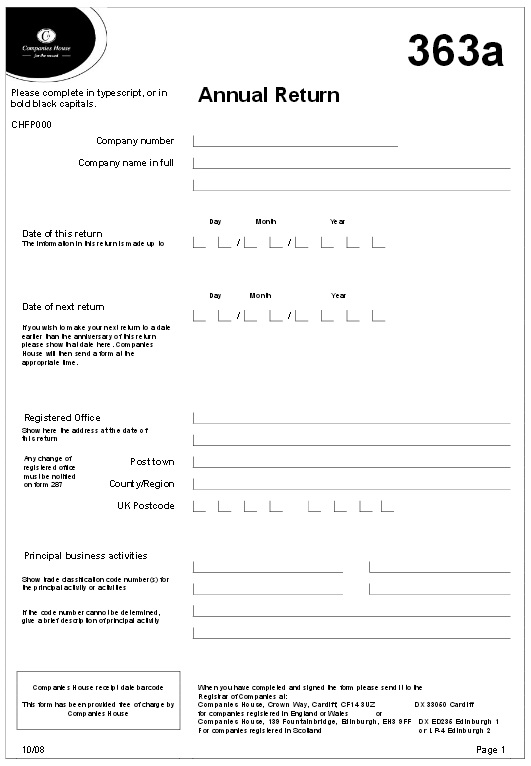 Companies House
for the record
363a
Please complete in typescript, or in
bold black capitals.
Annual Return
CHFP000
Company number
Company name in full
Day Month Year
Date of this return
The information in this return is made up to
/ /
Day Month Year
Date of next return
/ /
If you wish to make your next return to a date
earlier than the anniversary of this return
please show that date here. Companies
House will then send a form at the
appropriate time.
Registered Office
Show here the address at the date of
this return
Any change of
registered office
must be notified
on form 287
Post town
County/Region
UK Postcode
Principal business activities
Show trade classification code number(s) for
the principal activity or activities
If the code number cannot be determined,
give a brief description of principal activity
Companies House receipt date barcode
This form has been provided free of charge by
Companies House
When you have completed and signed the form please send it to the
Registrar of Companies at:
Companies House, Crown Way, Cardiff, CF14 3UZ DX 33050 Cardiff
for companies registered in England or Wales or
Companies House, 139 Fountainbridge, Edinburgh, EH3 9FF DX ED235 Edinburgh 1
For companies registered in Scotland or LP-4 Edinburgh 2
10/08
Page 1